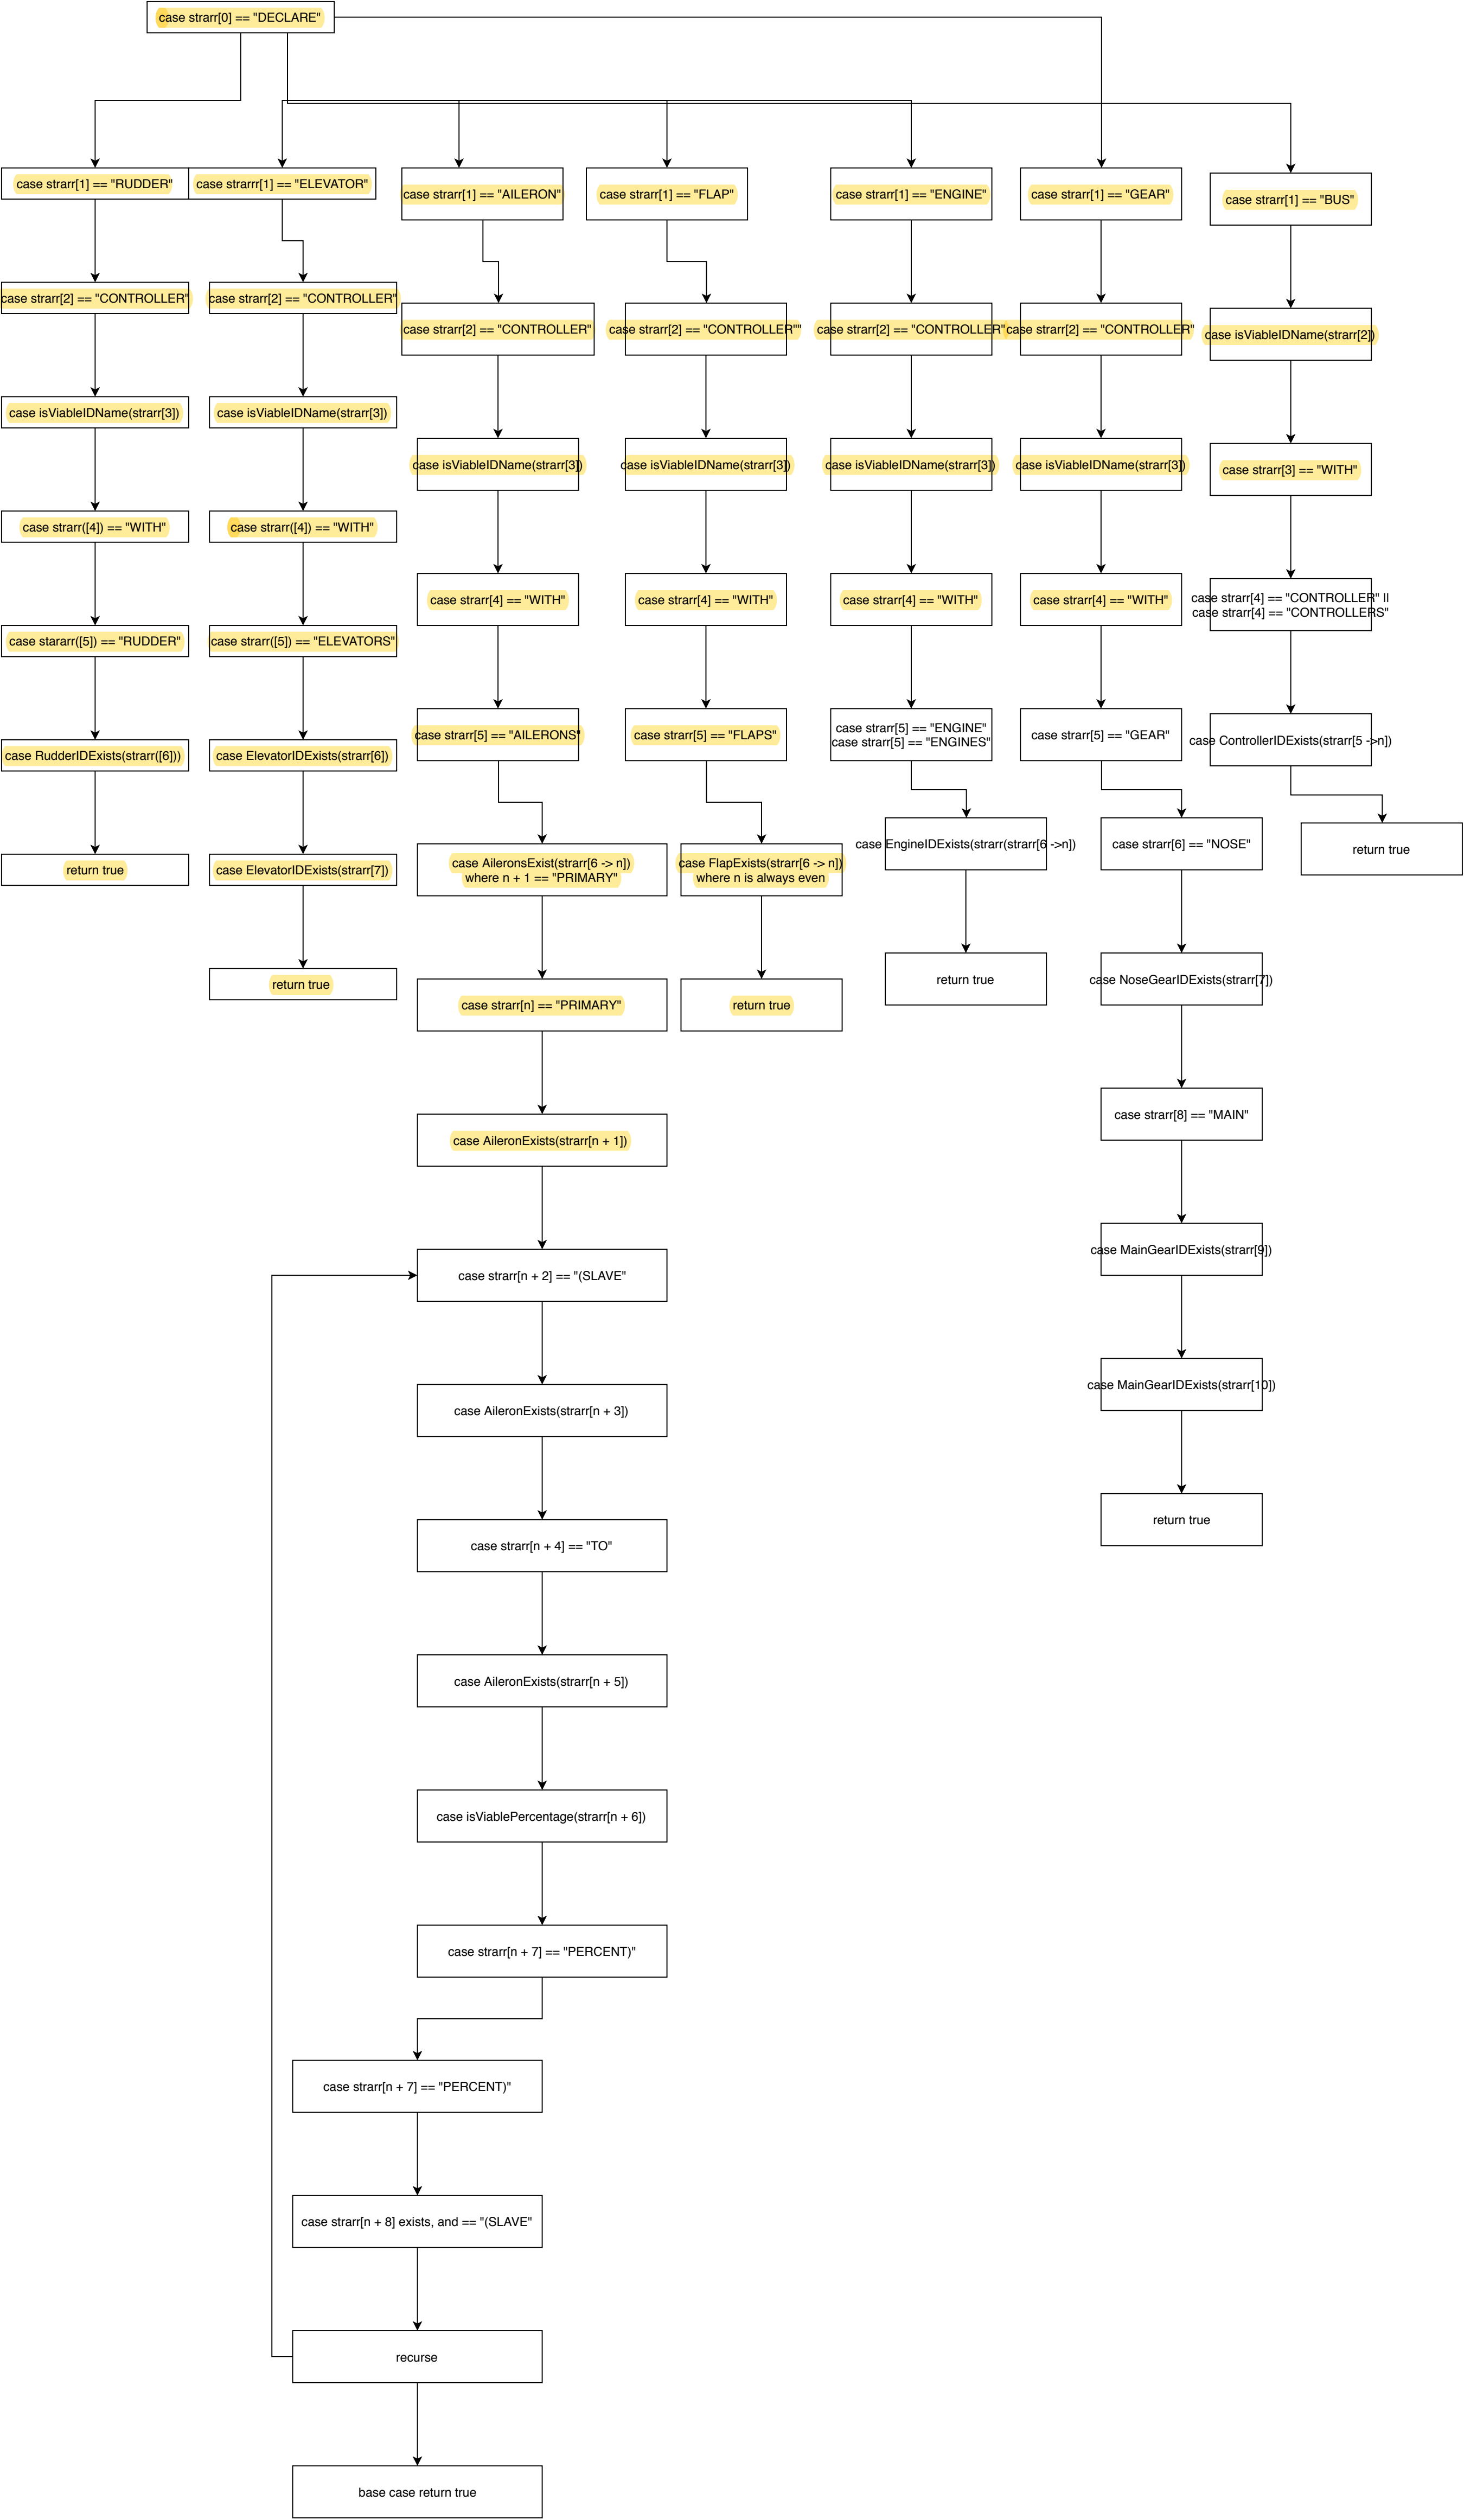 case strarr[0] == "DECLARE"
case strarr[1] == "RUDDER"
case strarrr[1] == "ELEVATOR"
case strarr[1] == "AILERON"
case strarr[1] == "FLAP"
case strarr[1] == "ENGINE"
case strarr[1] == "GEAR"
case strarr[1] == "BUS"
case strarr[2] == "CONTROLLER"
case strarr[2] == "CONTROLLER"
case strarr[2] == "CONTROLLER"
case strarr[2] == "CONTROLLER""
case strarr[2] == "CONTROLLER"
case strarr[2] == "CONTROLLER"
case isViableIDName(strarr[2])
case isViableIDName(strarr[3])
case isViableIDName(strarr[3])
case isViableIDName(strarr[3])
case isViableIDName(strarr[3])
case isViableIDName(strarr[3])
case isViableIDName(strarr[3])
case strarr[3] == "WITH"
case strarr([4]) == "WITH"
case strarr([4]) == "WITH"
case strarr[4] == "WITH"
case strarr[4] == "WITH"
case strarr[4] == "WITH"
case strarr[4] == "WITH"
case strarr[4] == "CONTROLLER" ||
case strarr[4] == "CONTROLLERS"
case stararr([5]) == "RUDDER"
case strarr([5]) == "ELEVATORS"
case strarr[5] == "AILERONS"
case strarr[5] == "FLAPS"
case strarr[5] == "ENGINE"
case strarr[5] == "ENGINES"
case strarr[5] == "GEAR"
case ControllerIDExists(strarr[5 ->n])
case RudderIDExists(strarr([6]))
case ElevatorIDExists(strarr[6])
case AileronsExist(strarr[6 -> n])
where n + 1 == "PRIMARY"
case FlapExists(strarr[6 -> n])
where n is always even
case EngineIDExists(strarr(strarr[6 ->n])
case strarr[6] == "NOSE"
return true
return true
case ElevatorIDExists(strarr[7])
return true
case strarr[n] == "PRIMARY"
return true
return true
case NoseGearIDExists(strarr[7])
case AileronExists(strarr[n + 1])
case strarr[8] == "MAIN"
case strarr[n + 2] == "(SLAVE"
case MainGearIDExists(strarr[9])
case AileronExists(strarr[n + 3])
case MainGearIDExists(strarr[10])
case strarr[n + 4] == "TO"
return true
case AileronExists(strarr[n + 5])
case isViablePercentage(strarr[n + 6])
case strarr[n + 7] == "PERCENT)"
case strarr[n + 7] == "PERCENT)"
case strarr[n + 8] exists, and == "(SLAVE"
recurse
base case return true